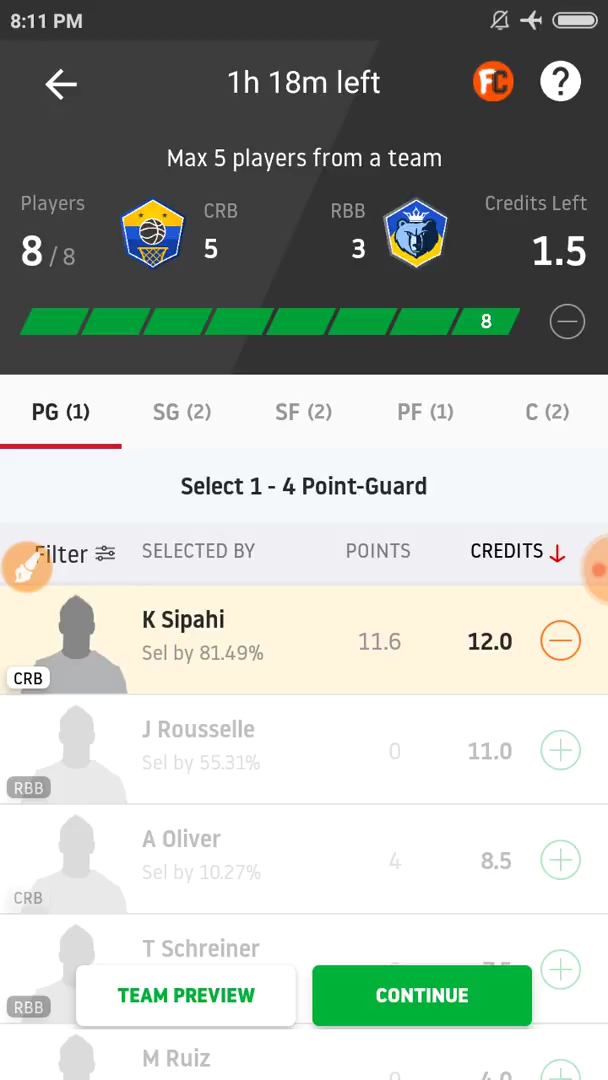 8:11 PM
1h 18m left
FC
?
Max 5 players from a team
Players
CRB
RBB
Credits Left
8 / 8
5
3
1.5
8
PG (1)
SG (2)
SF (2)
PF (1)
C (2)
Select 1 - 4 Point-Guard
Filter
SELECTED BY
POINTS
CREDITS
K Sipahi
Sel by 81.49%
11.6
12.0
CRB
J Rousselle
Sel by 55.31%
0
11.0
RBB
A Oliver
Sel by 10.27%
4
8.5
CRB
T Schreiner
RBB
TEAM PREVIEW
CONTINUE
M Ruiz